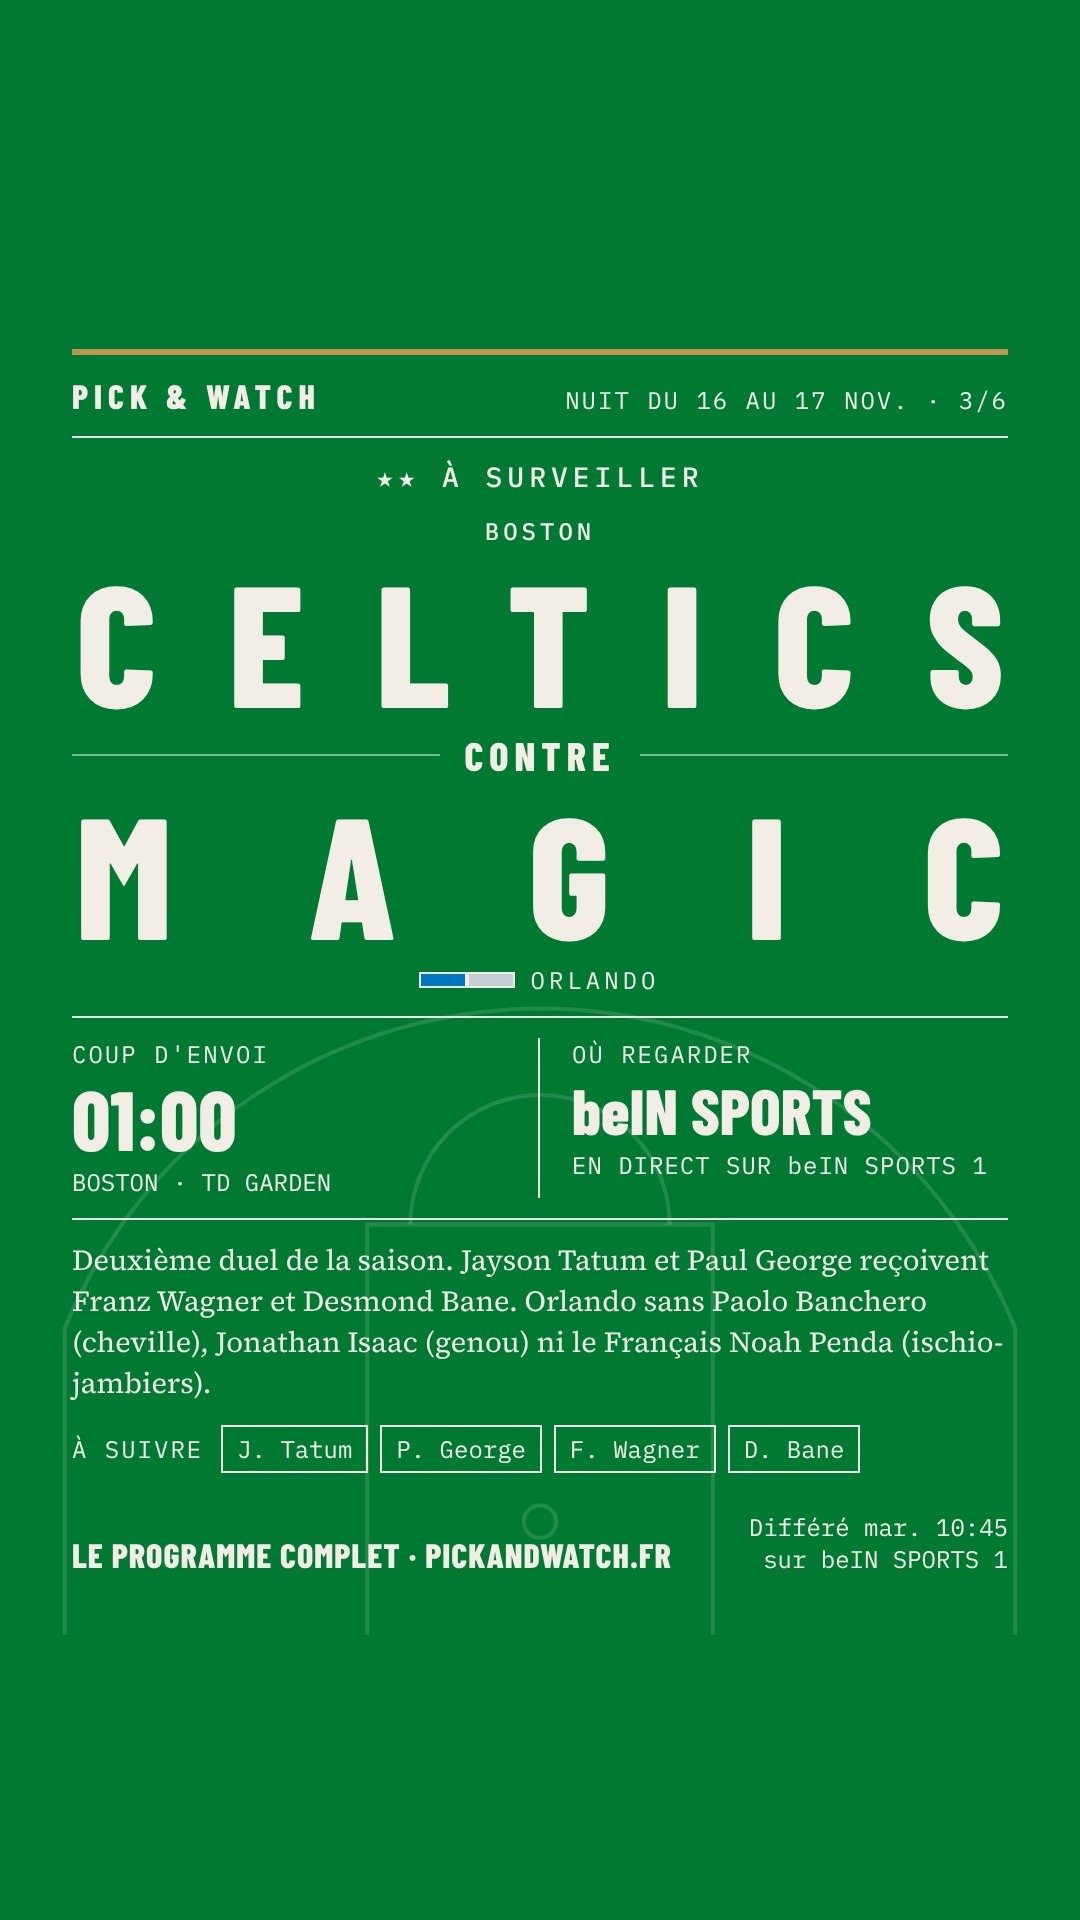 PICK & WATCH
NUIT DU 16 AU 17 NOV. · 3/6
★★ À SURVEILLER
BOSTON
CELTICS
CONTRE
MAGIC
ORLANDO
COUP D'ENVOI
01:00
BOSTON · TD GARDEN
OÙ REGARDER
beIN SPORTS
EN DIRECT SUR beIN SPORTS 1
Deuxième duel de la saison. Jayson Tatum et Paul George reçoivent
Franz Wagner et Desmond Bane. Orlando sans Paolo Banchero
(cheville), Jonathan Isaac (genou) ni le Français Noah Penda (ischio-
jambiers).
À SUIVRE J. Tatum P. George F. Wagner D. Bane
LE PROGRAMME COMPLET · PICKANDWATCH.FR
Différé mar. 10:45
sur beIN SPORTS 1